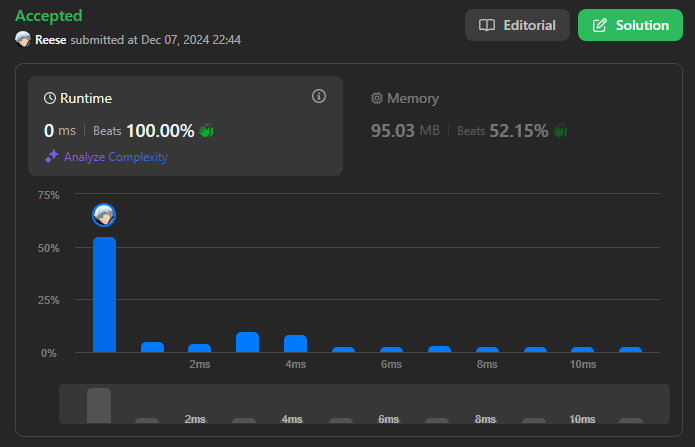 Accepted
Editorial
Solution
Reese submitted at Dec 07, 2024 22:44
Runtime
Memory
0 ms | Beats 100.00%
95.03 MB | Beats 52.15%
Analyze Complexity
75%
50%
25%
0%
2ms 4ms 6ms 8ms 10ms
2ms 4ms 6ms 8ms 10ms